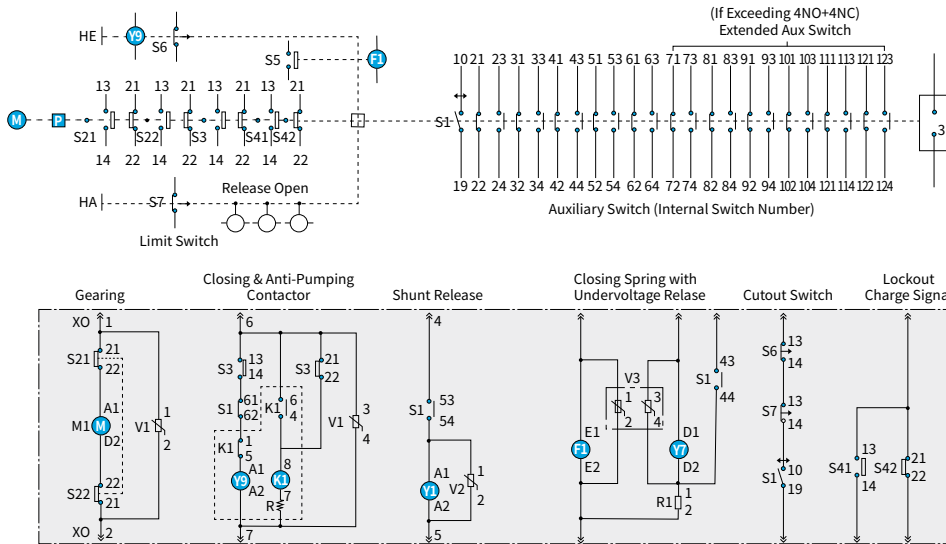 (If Exceeding 4NO+4NC)
Extended Aux Switch
HE Y9 S6
S5 F1
10 21 23 31 33 41 43 51 53 61 63 71 73 81 83 91 93 101 103 111 113 121 123
13 21 13 21 13 21 13 21
M P S21 S22 S3 S41 S42
S1 3
14 22 14 22 14 22 14 22
19 22 24 32 34 42 44 52 54 62 64 72 74 82 84 92 94 102 104 121 114 122 124
Release Open
HA S7
Auxiliary Switch (Internal Switch Number)
Limit Switch
Gearing
Closing & Anti-Pumping
Contactor
Shunt Release
Closing Spring with
Undervoltage Relase
Cutout Switch
Lockout
Charge Signa
XO 1
21
S21
22
A1
M1 M
D2
V1 1
2
22
S22
21
XO 2
6
13
S3
14
21
S3
22
61
S1
62
K1 6
4
V1 3
4
1
K1
5
A1
Y9
A2
8
K1
7
R
7
4
53
S1
54
A1
Y1
A2
1
V2
2
5
V3
1
2
3
4
43
S1
44
E1
F1
E2
D1
Y7
D2
R1 1
2
13
S6
14
13
S7
14
10
S1
19
13
S41
14
21
S42
22